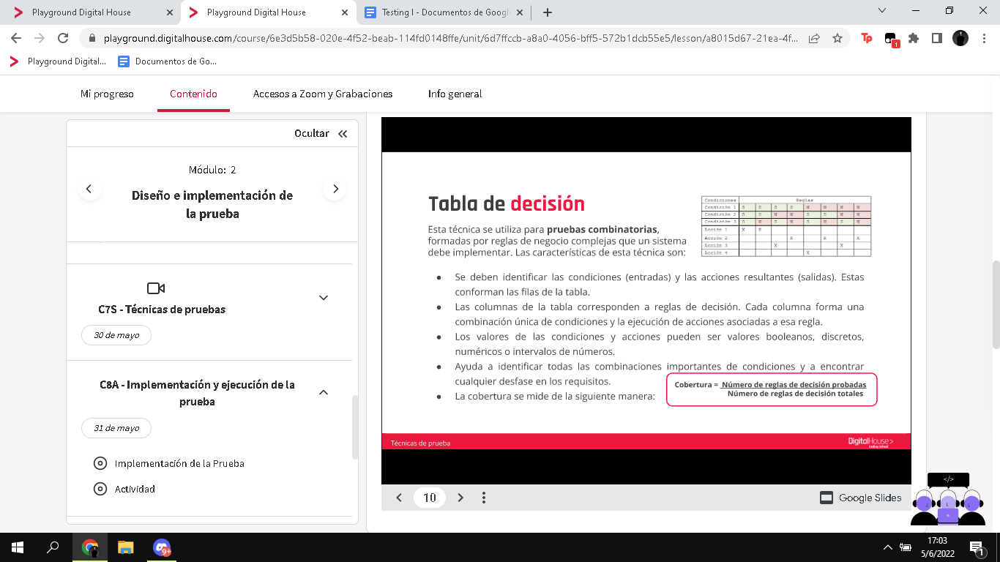 Playground Digital House
Playground Digital House
Testing I - Documentos de Googl
playground.digitalhouse.com/course/6e3d5b58-020e-4f52-beab-114fd0148ffe/unit/6d7ffccb-a8a0-4056-bff5-572b1dcb55e5/lesson/a8015d67-21ea-4f...
Tp
1
Playground Digital...
Documentos de Go...
Mi progreso
Contenido
Accesos a Zoom y Grabaciones
Info general
Ocultar
Módulo: 2
Diseño e implementación de
la prueba
C7S - Técnicas de pruebas
30 de mayo
C8A - Implementación y ejecución de la
prueba
31 de mayo
Implementación de la Prueba
Actividad
Tabla de decisión
Esta técnica se utiliza para pruebas combinatorias,
formadas por reglas de negocio complejas que un sistema
debe implementar. Las características de esta técnica son:
Condiciones Reglas
Condición 1 S S S S N N N N
Condición 2 S S N N S S N N
Condición 3 S N S N S N S N
Acción 1 X X
Acción 2 X X X
Acción 3 X X
Acción 4 X
● Se deben identificar las condiciones (entradas) y las acciones resultantes (salidas). Estas
conforman las filas de la tabla.
● Las columnas de la tabla corresponden a reglas de decisión. Cada columna forma una
combinación única de condiciones y la ejecución de acciones asociadas a esa regla.
● Los valores de las condiciones y acciones pueden ser valores booleanos, discretos,
numéricos o intervalos de números.
● Ayuda a identificar todas las combinaciones importantes de condiciones y a encontrar
cualquier desfase en los requisitos.
● La cobertura se mide de la siguiente manera:
Cobertura = Número de reglas de decisión probadas
Número de reglas de decisión totales
Técnicas de prueba
DigitalHouse>
Coding School
10
Google Slides
</>
9+
17:03
5/6/2022
1